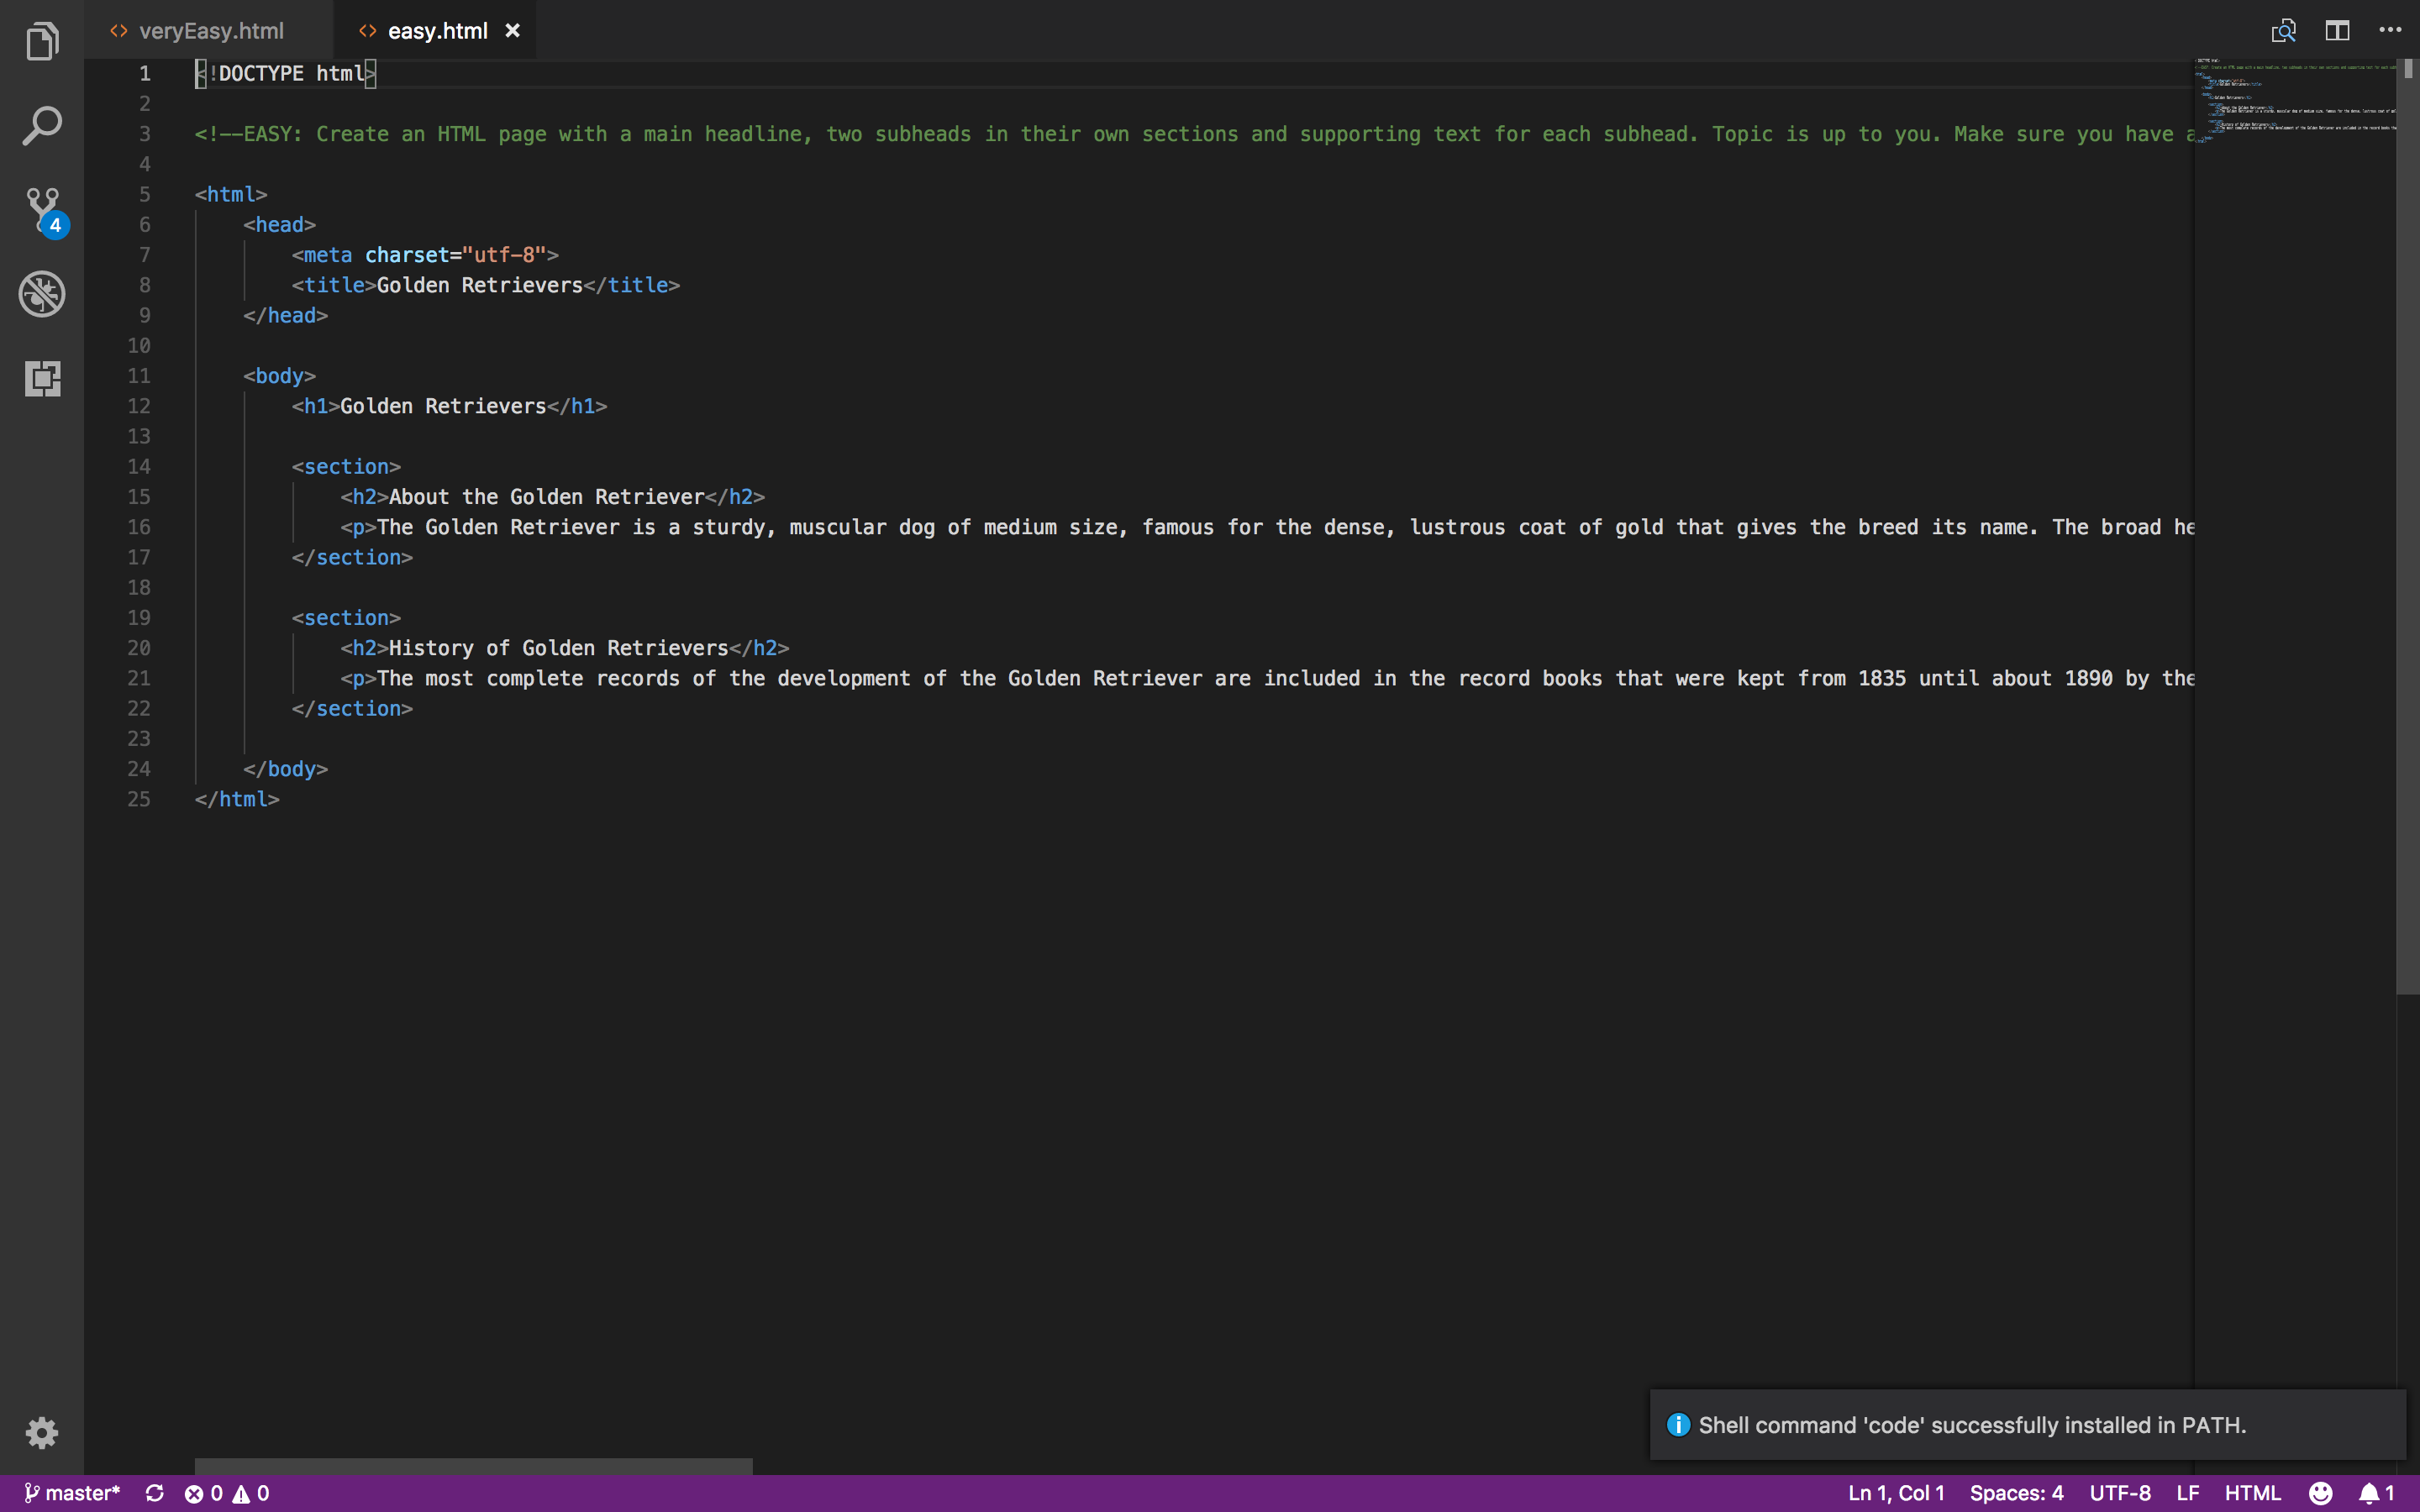 veryEasy.html
easy.html
1 <!DOCTYPE html>
2
3 <!--EASY: Create an HTML page with a main headline, two subheads in their own sections and supporting text for each subhead. Topic is up to you. Make sure you have a
4
5 <html>
6 <head>
7 <meta charset="utf-8">
8 <title>Golden Retrievers</title>
9 </head>
10
11 <body>
12 <h1>Golden Retrievers</h1>
13
14 <section>
15 <h2>About the Golden Retriever</h2>
16 <p>The Golden Retriever is a sturdy, muscular dog of medium size, famous for the dense, lustrous coat of gold that gives the breed its name. The broad he
17 </section>
18
19 <section>
20 <h2>History of Golden Retrievers</h2>
21 <p>The most complete records of the development of the Golden Retriever are included in the record books that were kept from 1835 until about 1890 by the
22 </section>
23
24 </body>
25 </html>
4
Shell command 'code' successfully installed in PATH.
master* 0 0 Ln 1, Col 1 Spaces: 4 UTF-8 LF HTML 1